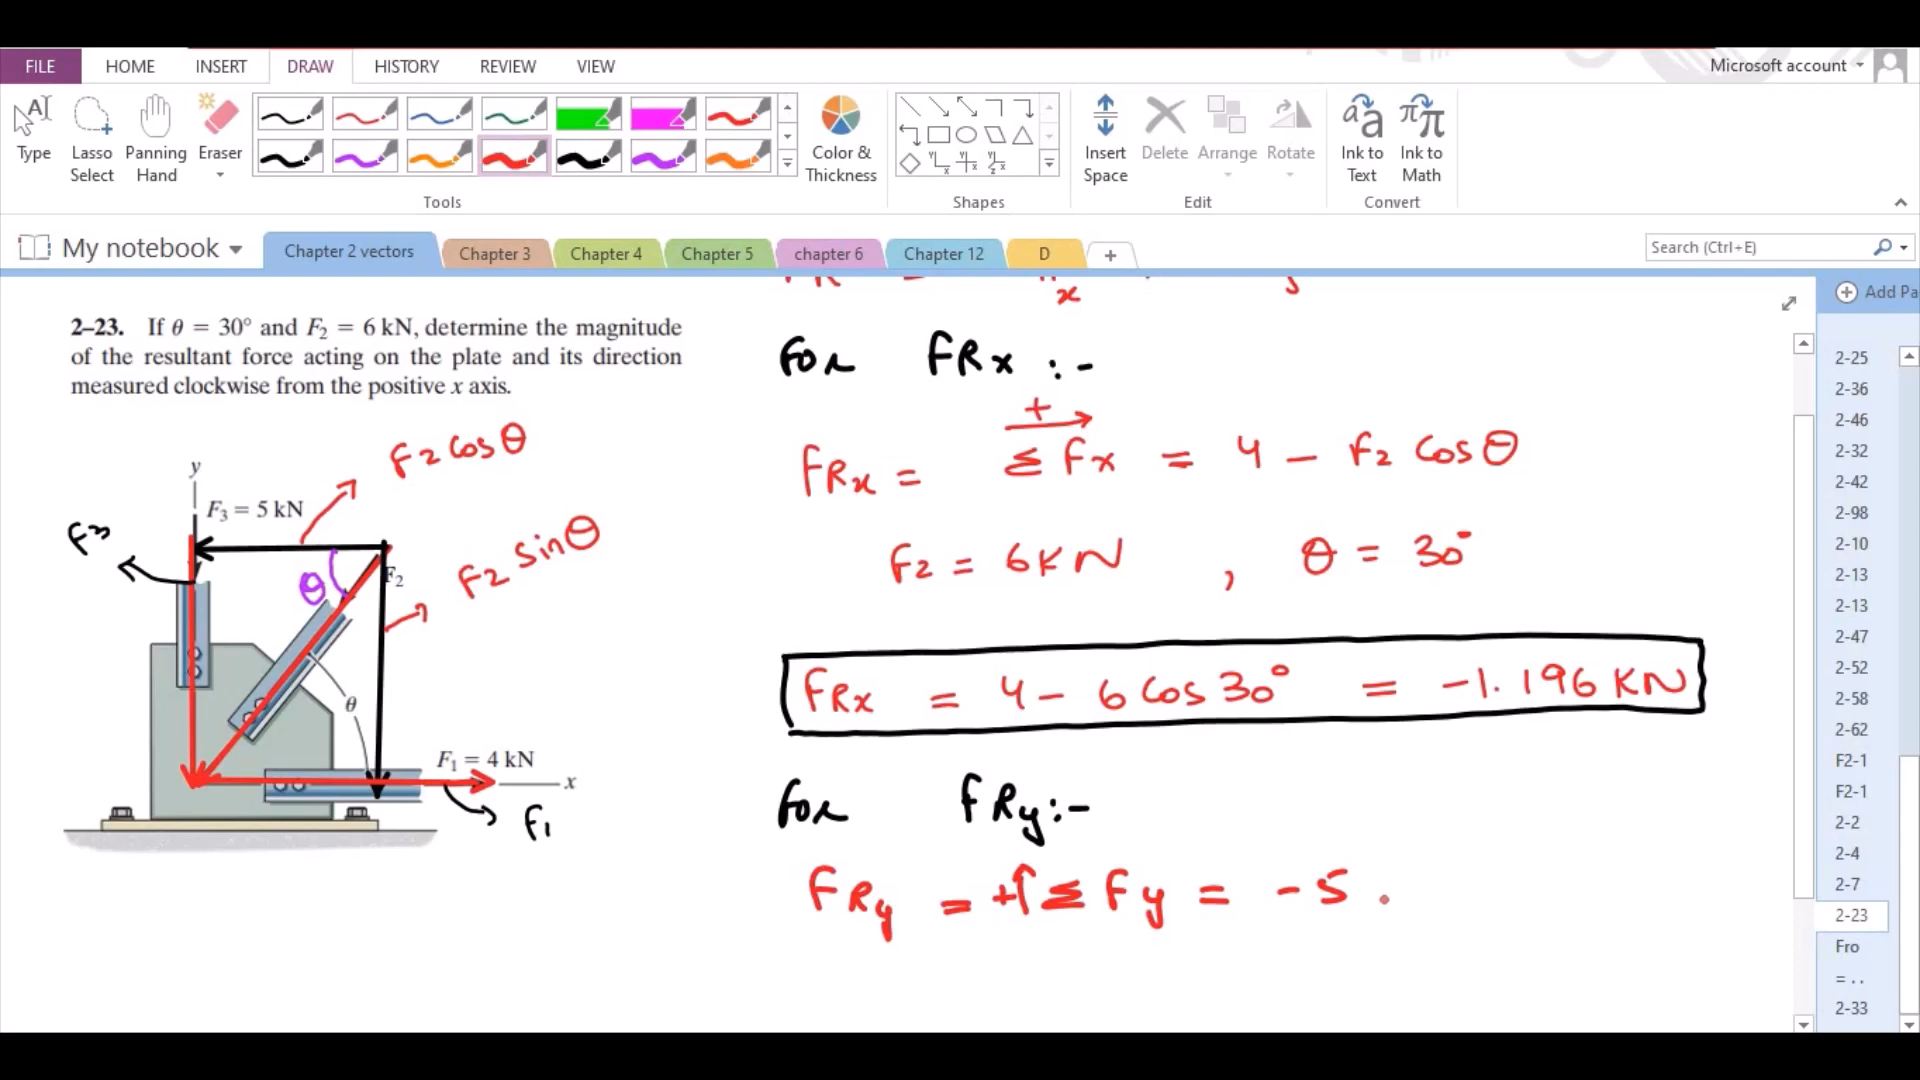 FILE HOME INSERT DRAW HISTORY REVIEW VIEW Microsoft account
Type Lasso Select Panning Hand Eraser Color & Thickness Insert Space Delete Arrange Rotate Ink to Text Ink to Math
Tools Shapes Edit Convert
My notebook Chapter 2 vectors Chapter 3 Chapter 4 Chapter 5 chapter 6 Chapter 12 D + Search (Ctrl+E)
Add Pa
2–23. If θ = 30° and F₂ = 6 kN, determine the magnitude
of the resultant force acting on the plate and its direction
measured clockwise from the positive x axis.
F2 cosθ
y
F₃ = 5 kN
F3
θ
F₂
F2 sinθ
θ
F₁ = 4 kN
x
F1
x
For FRx :-
+
FRx = ΣFx = 4 - F2 Cosθ
F2 = 6KN , θ = 30°
FRx = 4 - 6 Cos 30° = -1.196 KN
For FRy:-
FRy = +↑ΣFy = -5
2-25
2-36
2-46
2-32
2-42
2-98
2-10
2-13
2-13
2-47
2-52
2-58
2-62
F2-1
F2-1
2-2
2-4
2-7
2-23
Fro
= . .
2-33